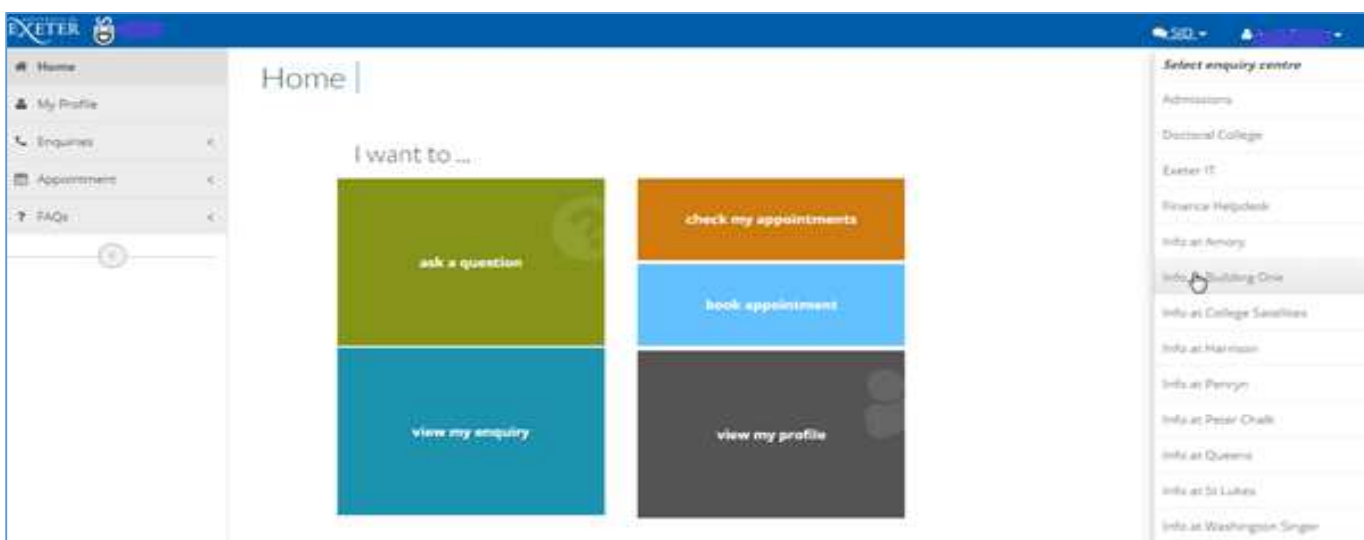 EXETER
SID
Home
My Profile
Enquiries
Appointment
FAQs
Home
I want to ...
ask a question
view my enquiry
check my appointments
book appointment
view my profile
Select enquiry centre
Admissions
Doctoral College
Exeter IT
Finance Helpdesk
Info at Amory
Info Building One
Info at College Satellites
Info at Harrison
Info at Penryn
Info at Peter Chalk
Info at Queens
Info at St Lukes
Info at Washington Singer